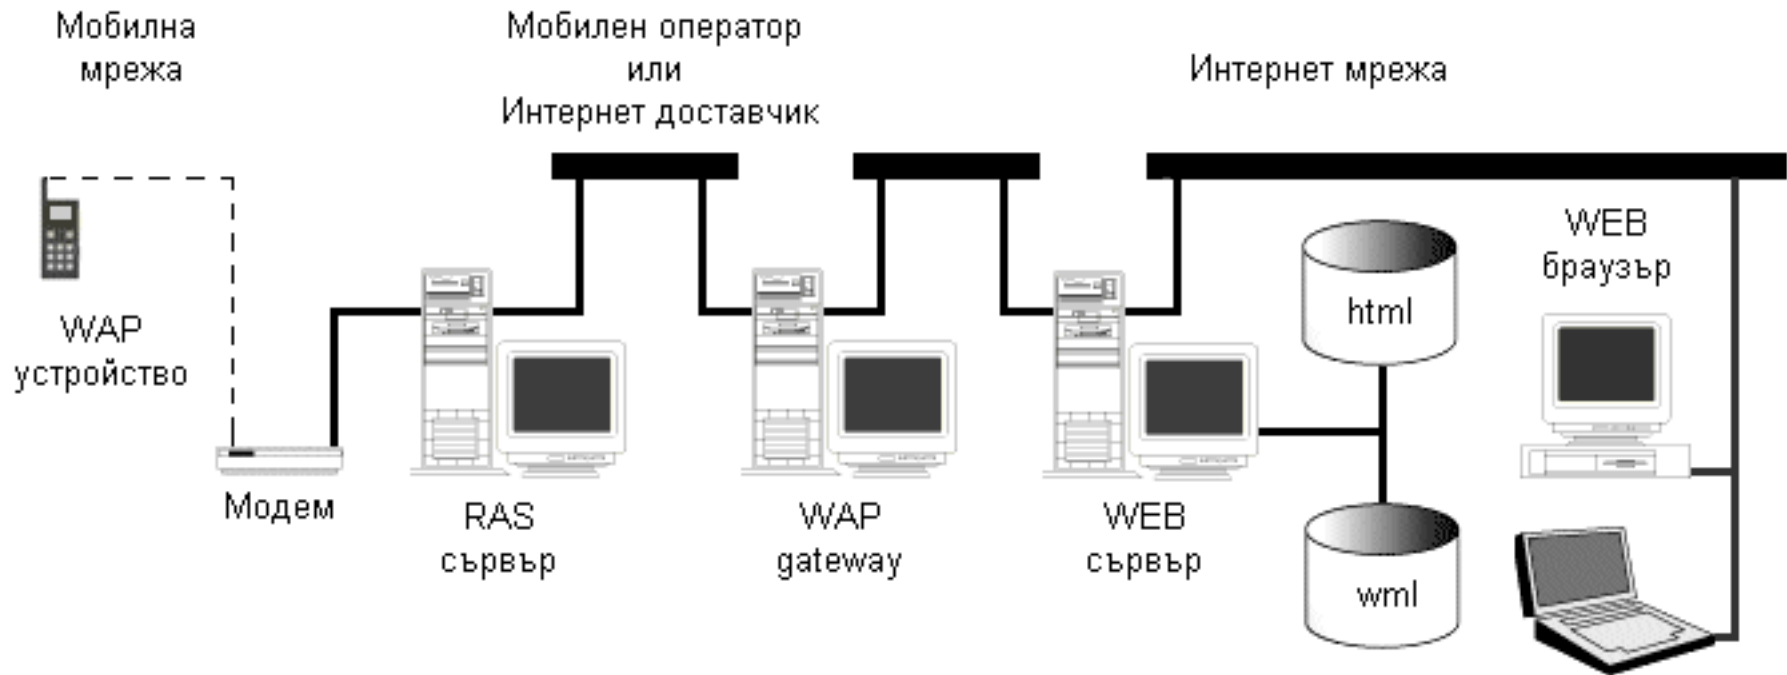 Мобилна
мрежа
Мобилен оператор
или
Интернет доставчик
Интернет мрежа
WAP
устройство
Модем
RAS
сървър
WAP
gateway
WEB
сървър
html
wml
WEB
браузър